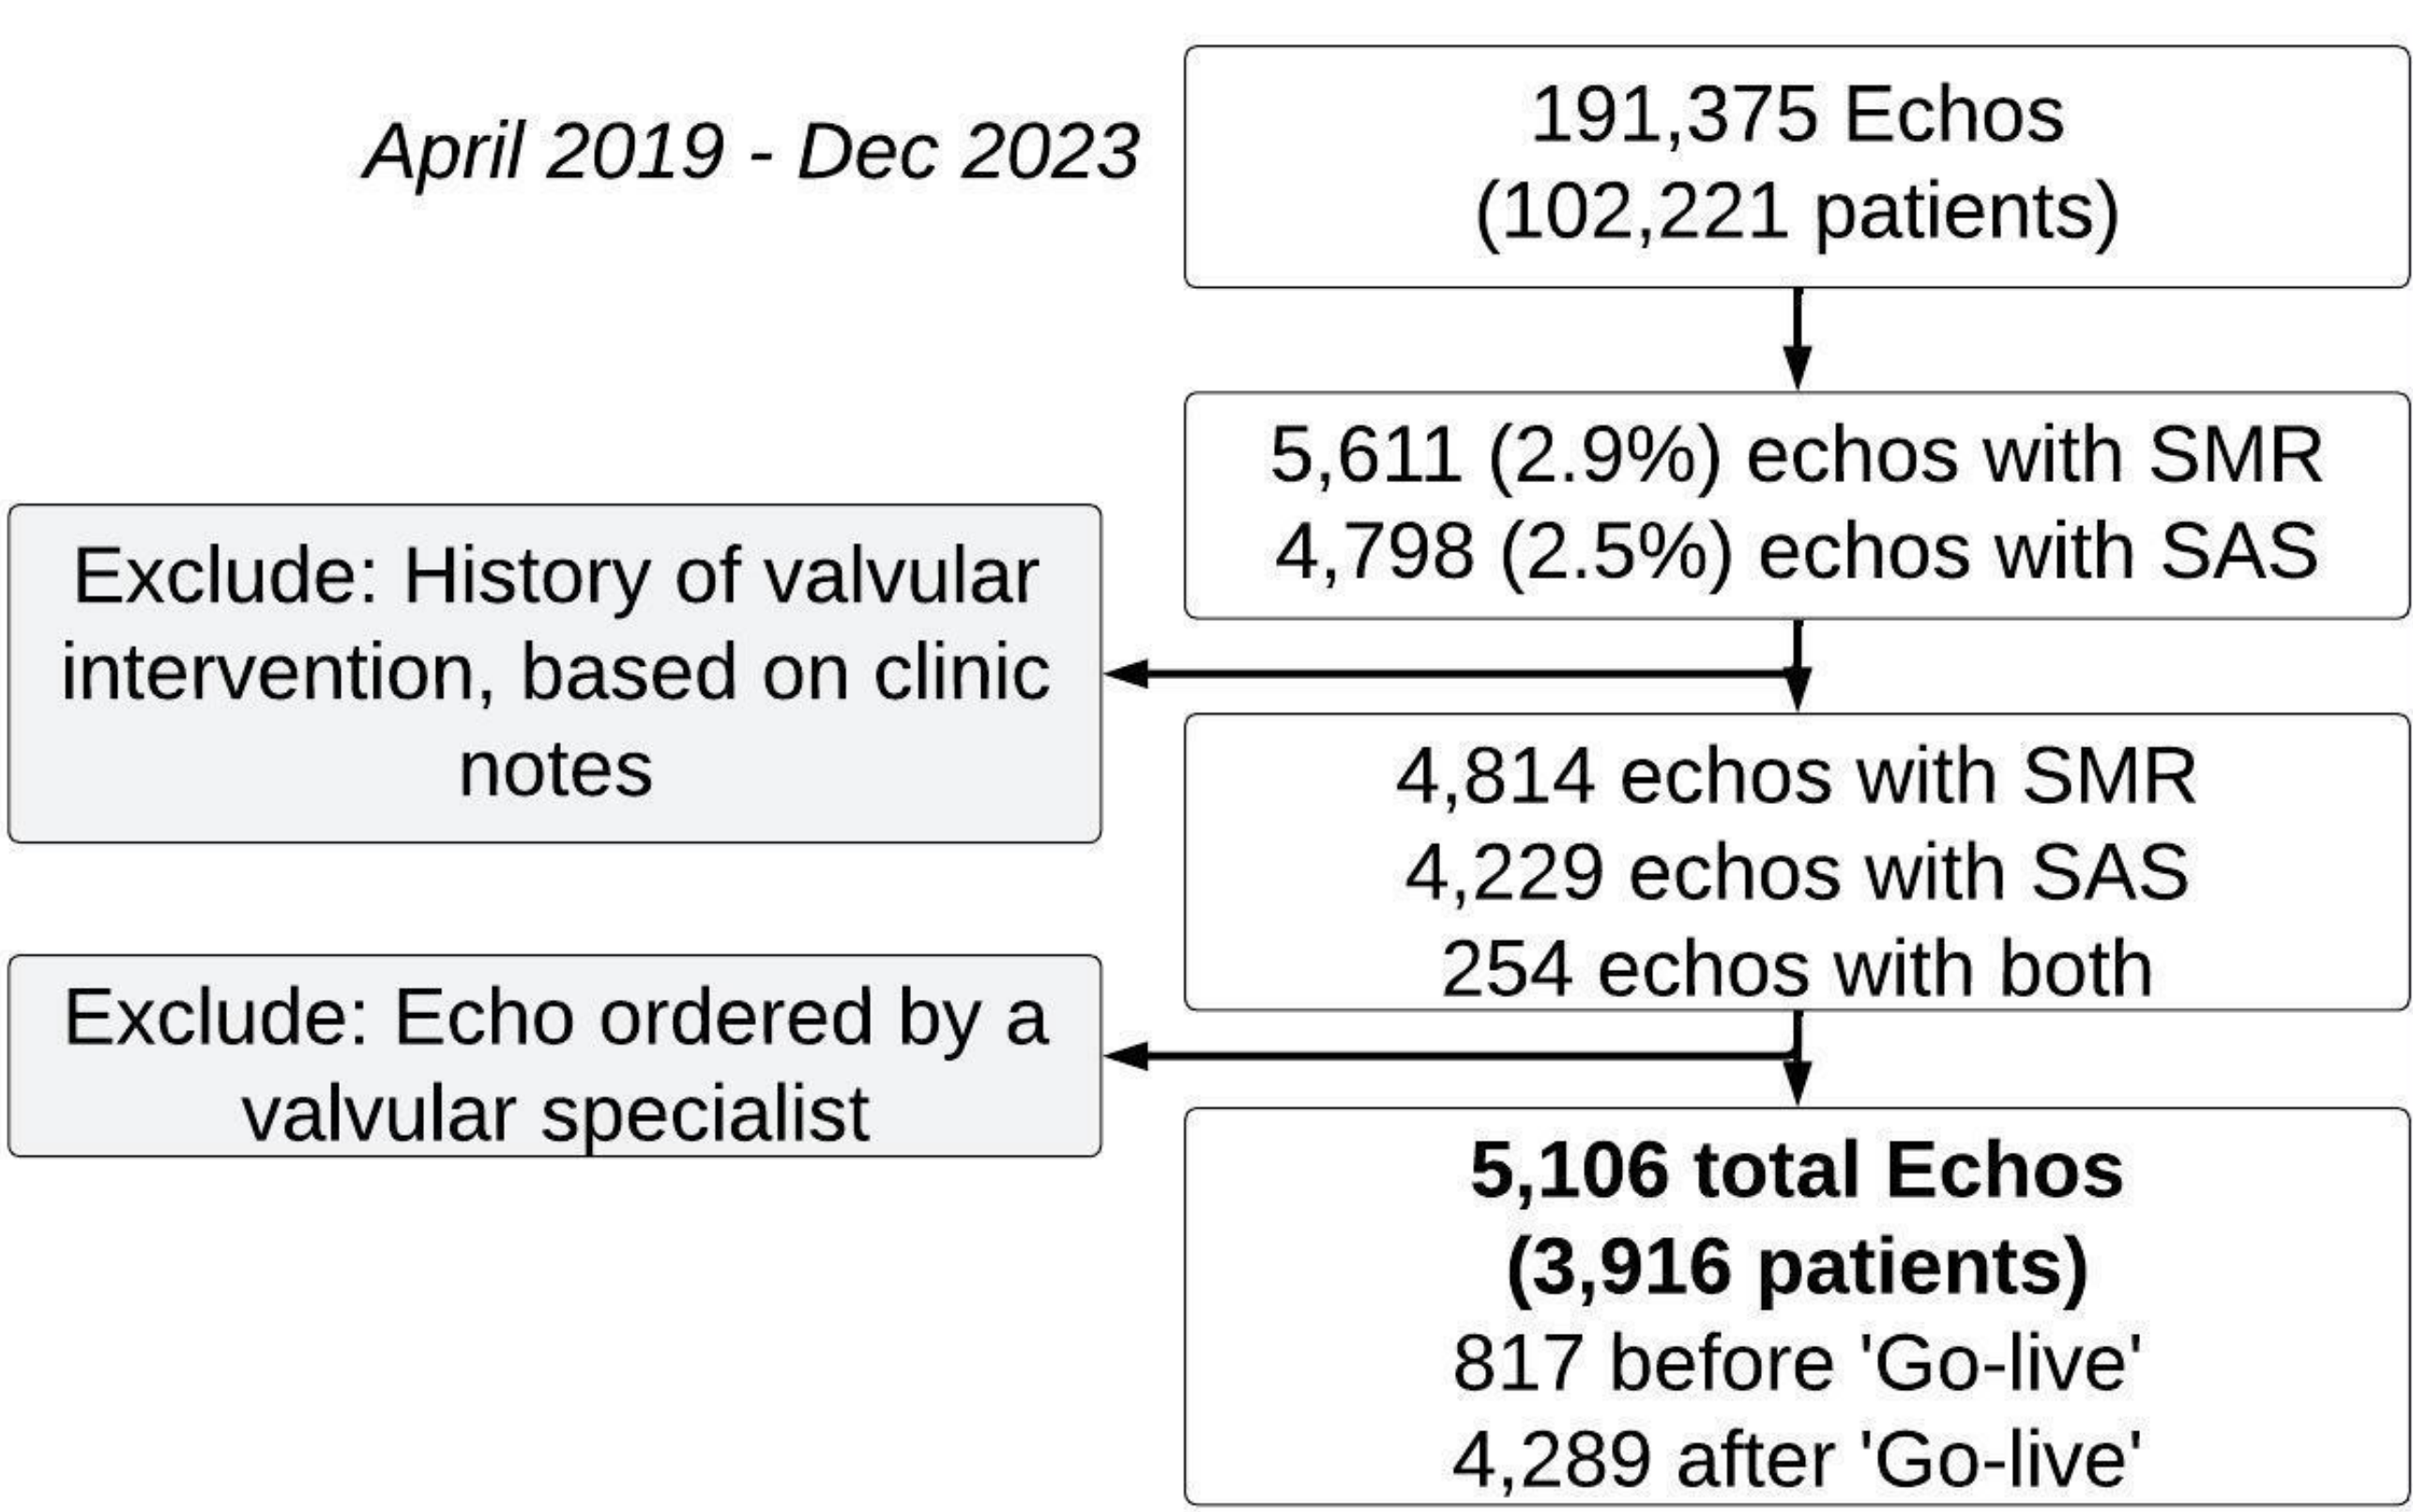 April 2019 - Dec 2023
191,375 Echos
(102,221 patients)
5,611 (2.9%) echos with SMR
4,798 (2.5%) echos with SAS
Exclude: History of valvular
intervention, based on clinic
notes
4,814 echos with SMR
4,229 echos with SAS
254 echos with both
Exclude: Echo ordered by a
valvular specialist
5,106 total Echos
(3,916 patients)
817 before 'Go-live'
4,289 after 'Go-live'